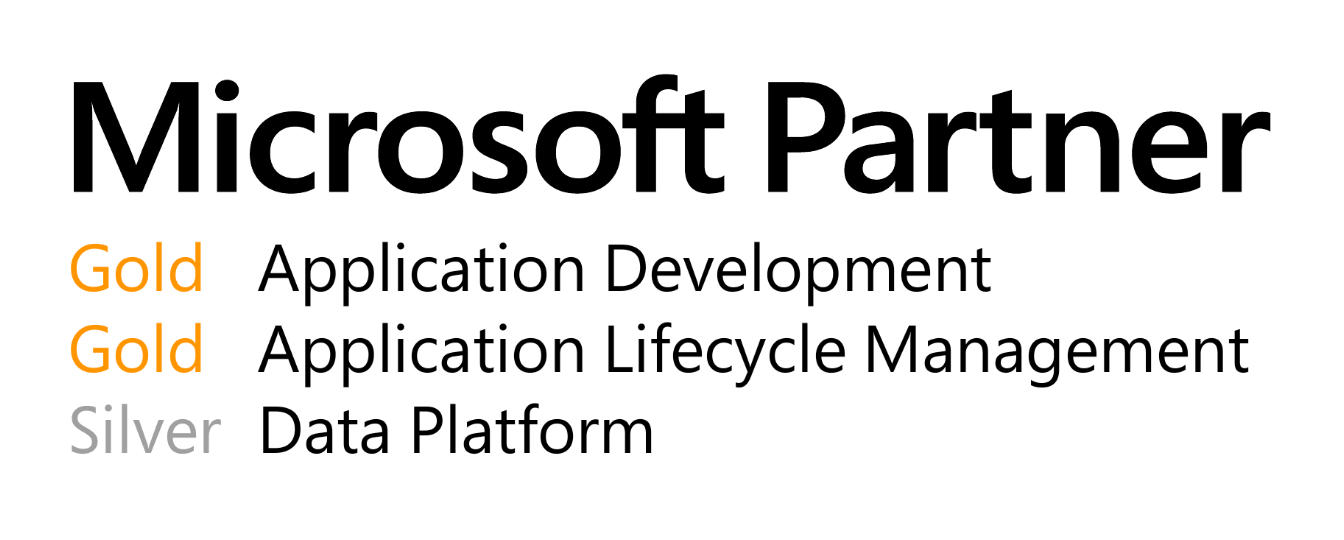 Microsoft Partner
Gold Application Development
Gold Application Lifecycle Management
Silver Data Platform